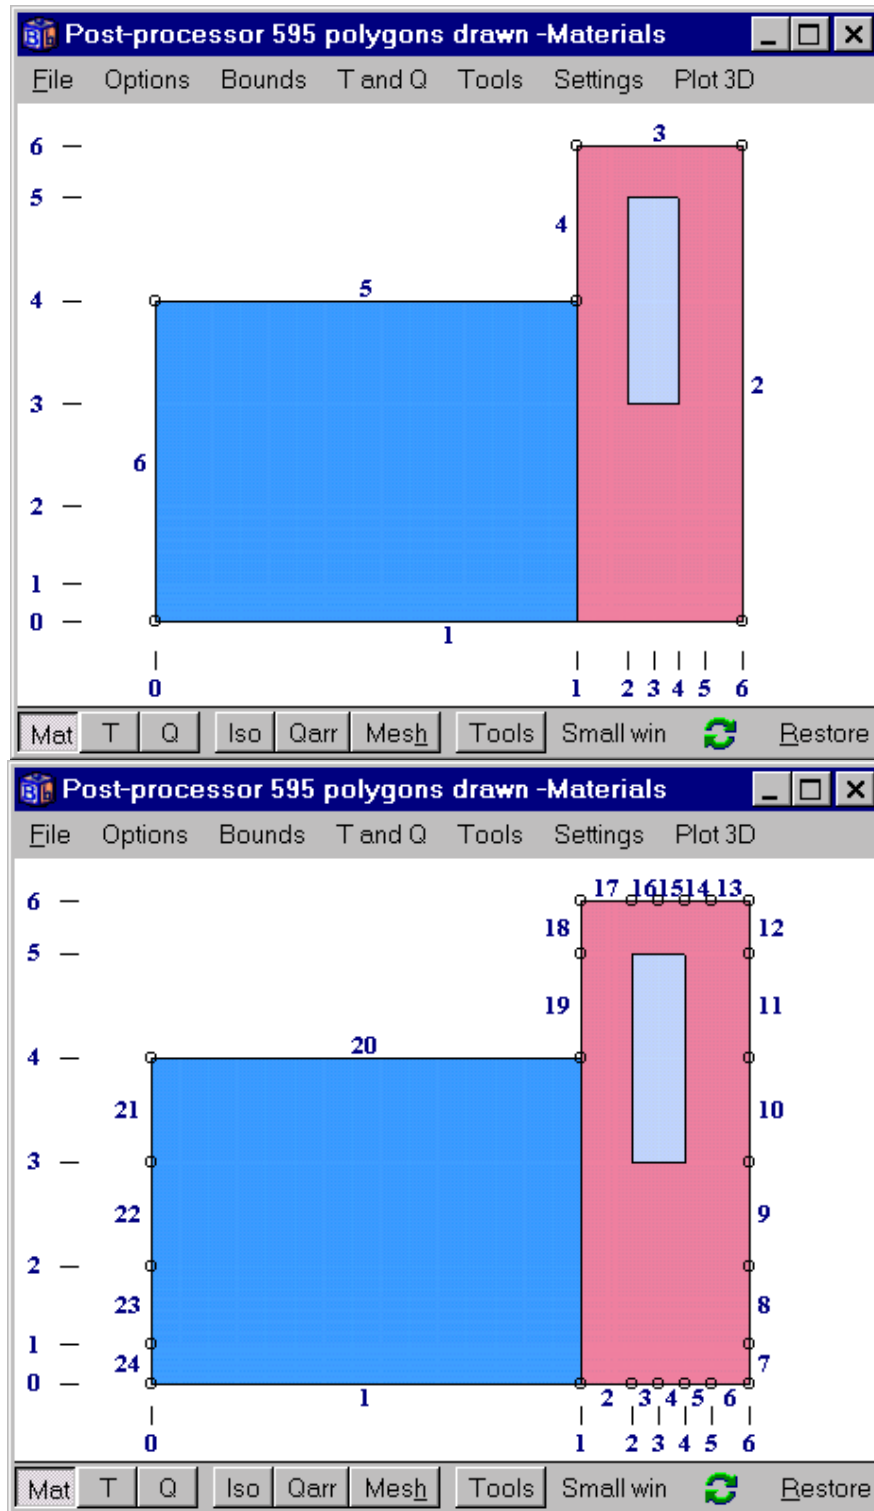 Post-processor 595 polygons drawn -Materials
File Options Bounds T and Q Tools Settings Plot 3D
6 3
5 4
4 5
3 2
6
2
1
0 1
0 1 2 3 4 5 6
Mat T Q Iso Qarr Mesh Tools Small win Restore
Post-processor 595 polygons drawn -Materials
File Options Bounds T and Q Tools Settings Plot 3D
6 17 16 15 14 13
18 12
5
19 11
4 20
21 10
3
22 9
2
23 8
1
24 7
0 1 2 3 4 5 6
0 1 2 3 4 5 6
Mat T Q Iso Qarr Mesh Tools Small win Restore